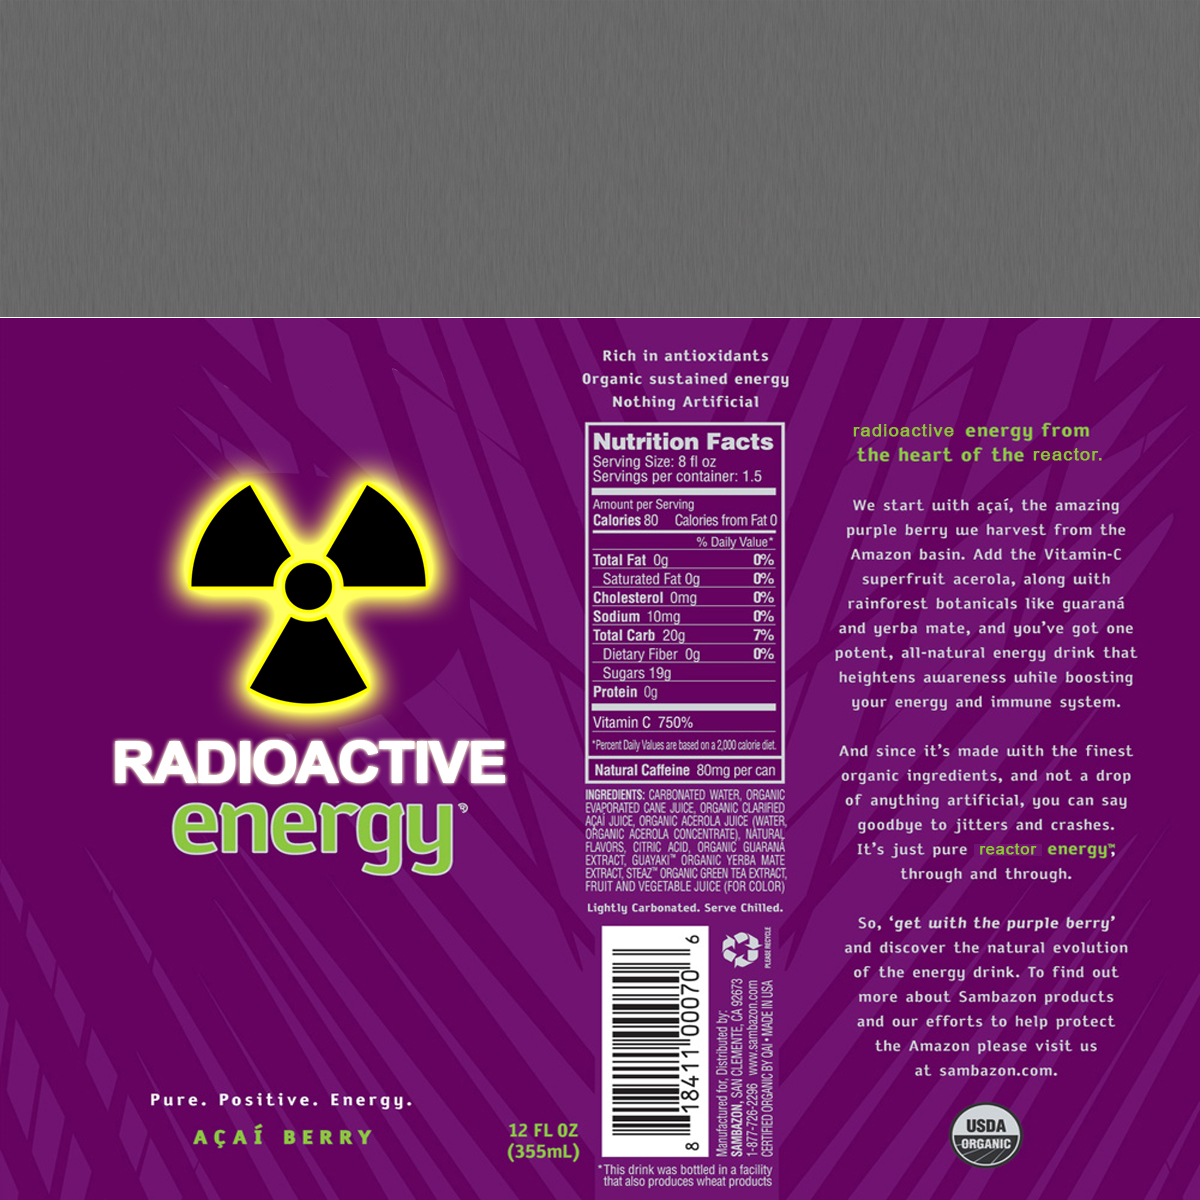 RADIOACTIVE
energy
Pure. Positive. Energy.
AÇAÍ BERRY
12 FL OZ
(355mL)
Rich in antioxidants
Organic sustained energy
Nothing Artificial
Nutrition Facts
Serving Size: 8 fl oz
Servings per container: 1.5
Amount per Serving
Calories 80 Calories from Fat 0
% Daily Value*
Total Fat 0g 0%
Saturated Fat 0g 0%
Cholesterol 0mg 0%
Sodium 10mg 0%
Total Carb 20g 7%
Dietary Fiber 0g 0%
Sugars 19g
Protein 0g
Vitamin C 750%
*Percent Daily Values are based on a 2,000 calorie diet.
Natural Caffeine 80mg per can
INGREDIENTS: CARBONATED WATER, ORGANIC
EVAPORATED CANE JUICE, ORGANIC CLARIFIED
AÇAÍ JUICE, ORGANIC ACEROLA JUICE (WATER,
ORGANIC ACEROLA CONCENTRATE), NATURAL
FLAVORS, CITRIC ACID, ORGANIC GUARANÁ
EXTRACT, GUAYAKI™ ORGANIC YERBA MATE
EXTRACT, STEAZ™ ORGANIC GREEN TEA EXTRACT,
FRUIT AND VEGETABLE JUICE (FOR COLOR)
Lightly Carbonated. Serve Chilled.
8 18411 00070 6
PLEASE RECYCLE
Manufactured for, Distributed by:
SAMBAZON, SAN CLEMENTE, CA 92673
1-877-726-2296 www.sambazon.com
CERTIFIED ORGANIC BY QAI • MADE IN USA
*This drink was bottled in a facility
that also produces wheat products
radioactive energy from
the heart of the reactor.
We start with açaí, the amazing
purple berry we harvest from the
Amazon basin. Add the Vitamin-C
superfruit acerola, along with
rainforest botanicals like guaraná
and yerba mate, and you've got one
potent, all-natural energy drink that
heightens awareness while boosting
your energy and immune system.
And since it's made with the finest
organic ingredients, and not a drop
of anything artificial, you can say
goodbye to jitters and crashes.
It's just pure reactor energy™,
through and through.
So, ‘get with the purple berry’
and discover the natural evolution
of the energy drink. To find out
more about Sambazon products
and our efforts to help protect
the Amazon please visit us
at sambazon.com.
USDA
ORGANIC